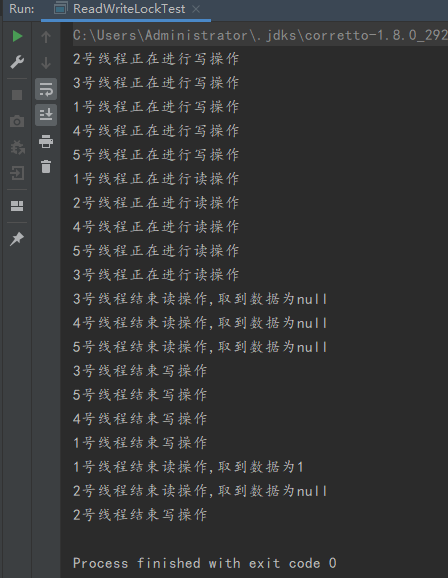 Run: ReadWriteLockTest
C:\Users\Administrator\.jdks\corretto-1.8.0_292
2号线程正在进行写操作
3号线程正在进行写操作
1号线程正在进行写操作
4号线程正在进行写操作
5号线程正在进行写操作
1号线程正在进行读操作
2号线程正在进行读操作
4号线程正在进行读操作
5号线程正在进行读操作
3号线程正在进行读操作
3号线程结束读操作,取到数据为null
4号线程结束读操作,取到数据为null
5号线程结束读操作,取到数据为null
3号线程结束写操作
5号线程结束写操作
4号线程结束写操作
1号线程结束写操作
1号线程结束读操作,取到数据为1
2号线程结束读操作,取到数据为null
2号线程结束写操作
Process finished with exit code 0